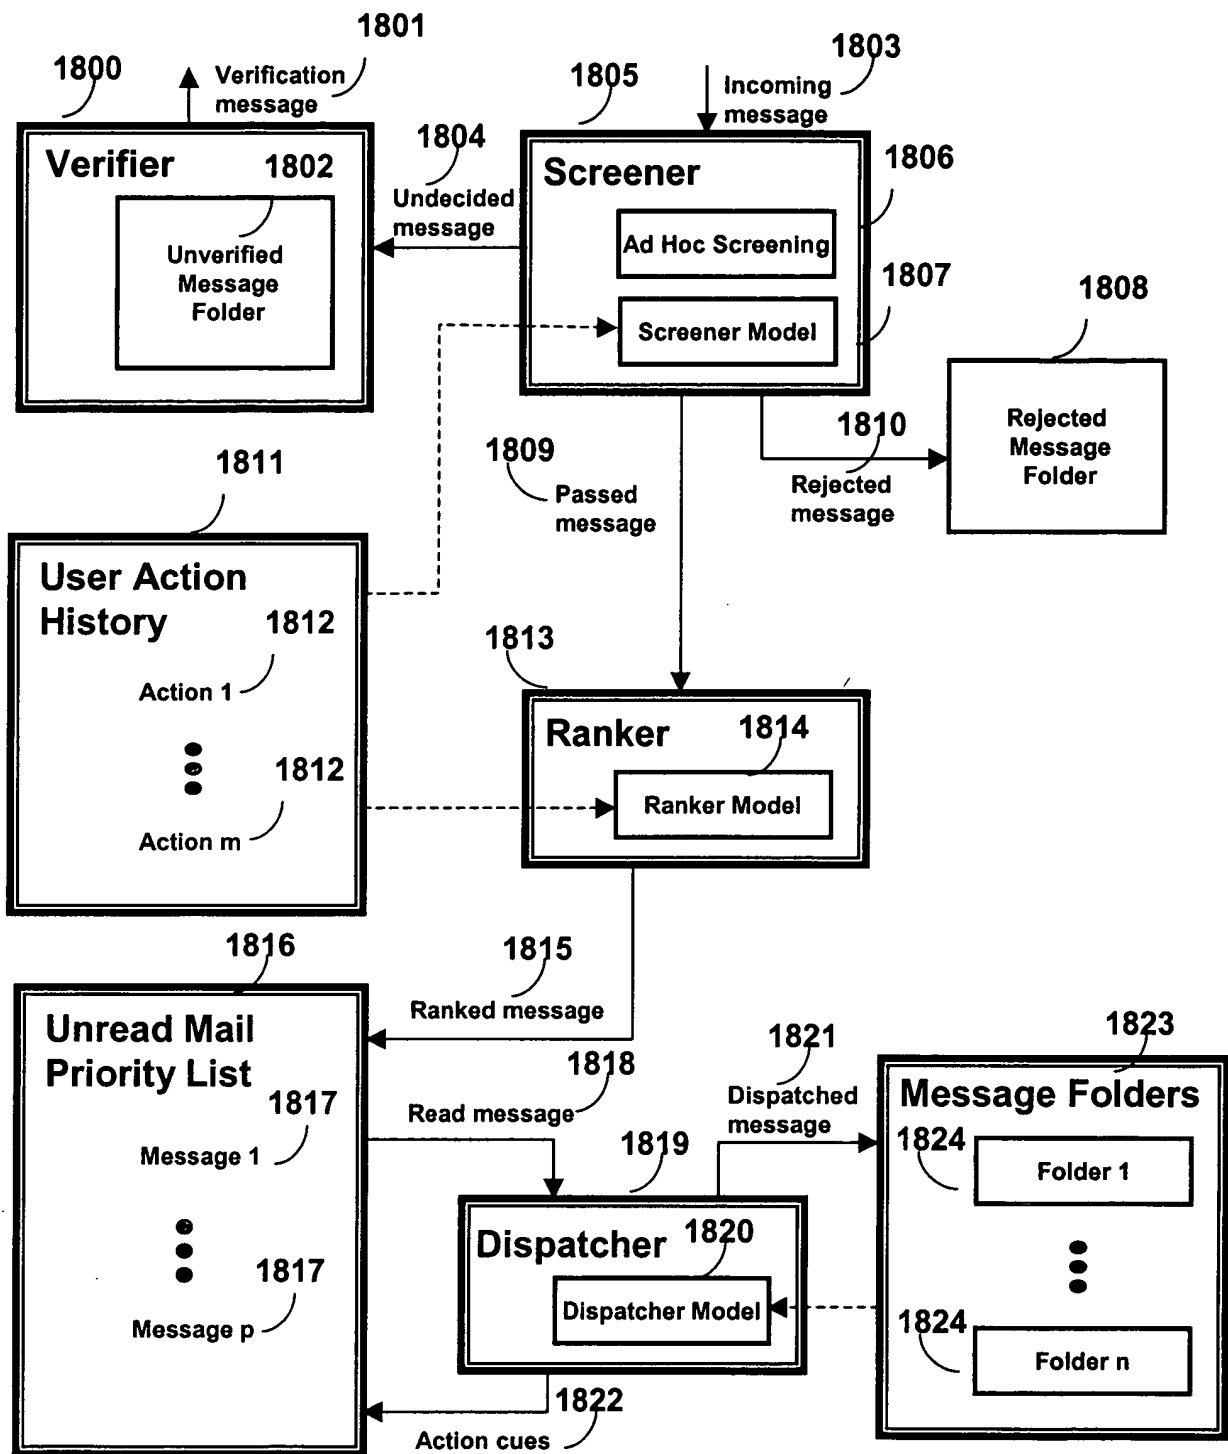 1801
1800
Verification
message
1805
1803
Incoming
message
1804
Verifier
1802
Undecided
message
Screener
1806
Ad Hoc Screening
Unverified
Message
Folder
1807
1808
Screener Model
Rejected
Message
Folder
1810
1809
Passed
message
Rejected
message
1811
User Action
History
1812
Action 1
1812
Action m
1813
Ranker
1814
Ranker Model
1816
1815
Ranked message
Unread Mail
Priority List
1818
Read message
1817
Message 1
1817
Message p
1821
Dispatched
message
1823
Message Folders
1824
Folder 1
1819
Dispatcher
1820
Dispatcher Model
1824
Folder n
1822
Action cues